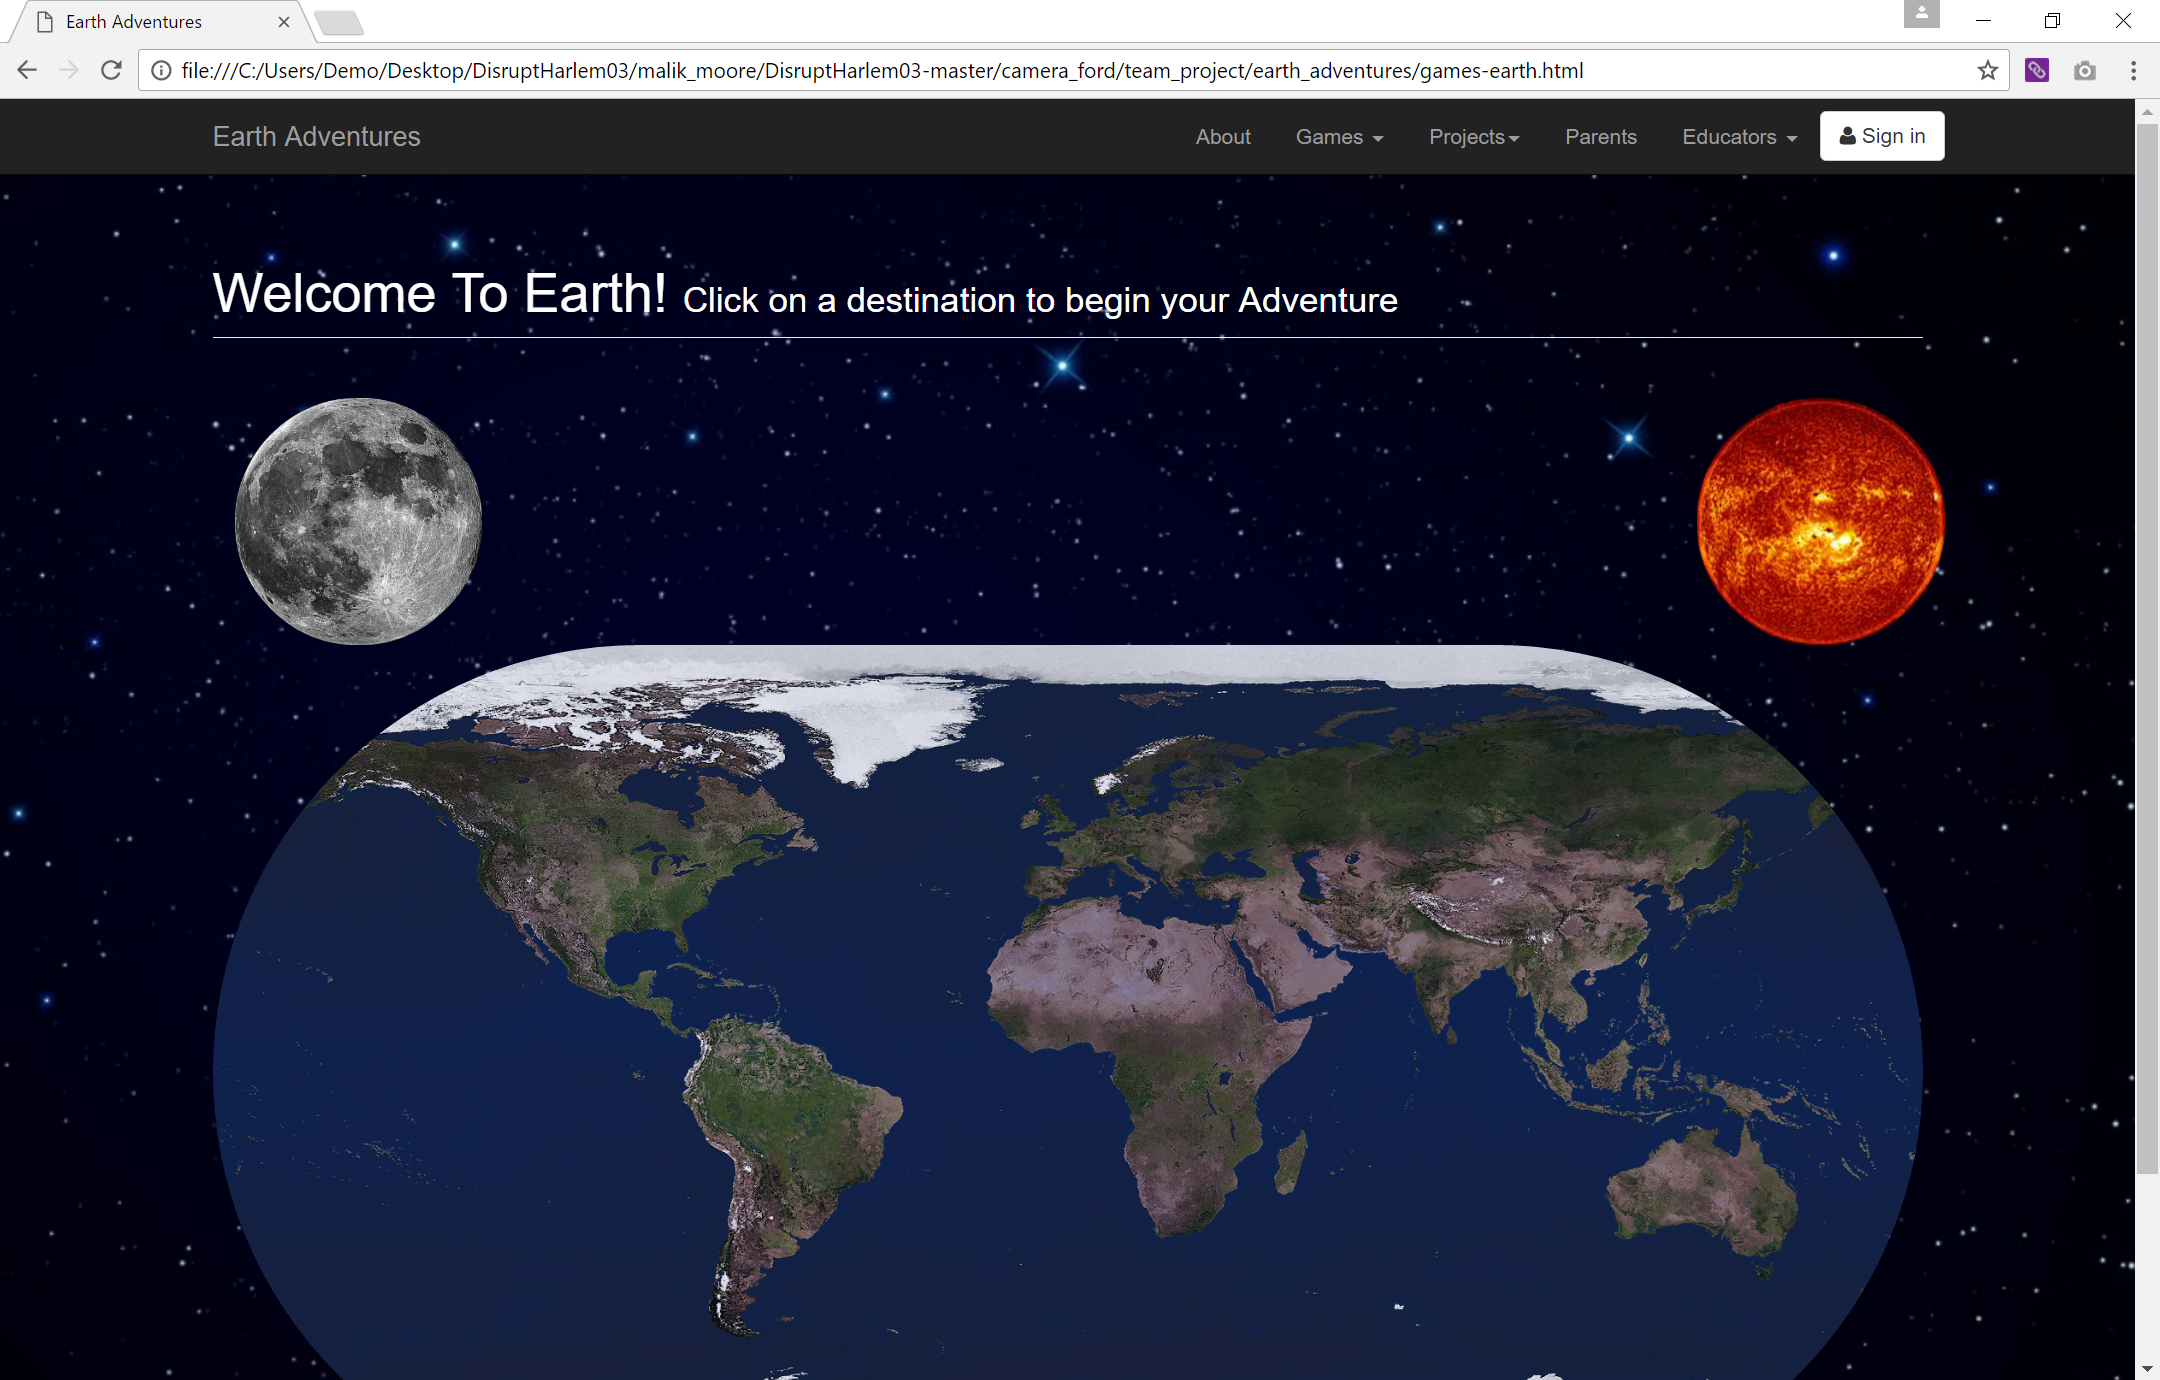 Earth Adventures
file:///C:/Users/Demo/Desktop/DisruptHarlem03/malik_moore/DisruptHarlem03-master/camera_ford/team_project/earth_adventures/games-earth.html
Earth Adventures About Games Projects Parents Educators Sign in
Welcome To Earth! Click on a destination to begin your Adventure